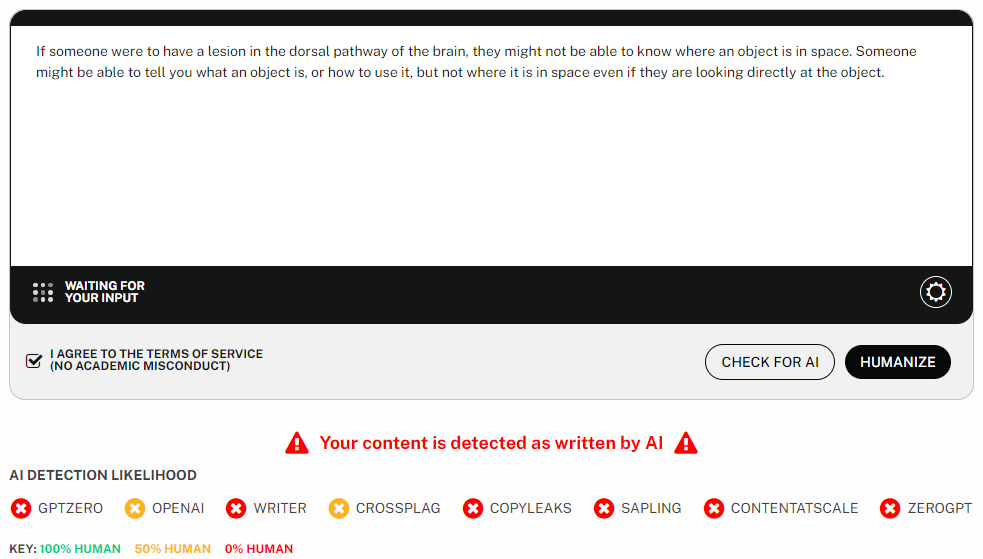 If someone were to have a lesion in the dorsal pathway of the brain, they might not be able to know where an object is in space. Someone
might be able to tell you what an object is, or how to use it, but not where it is in space even if they are looking directly at the object.
WAITING FOR
YOUR INPUT
I AGREE TO THE TERMS OF SERVICE
(NO ACADEMIC MISCONDUCT)
CHECK FOR AI
HUMANIZE
Your content is detected as written by AI
AI DETECTION LIKELIHOOD
GPTZERO OPENAI WRITER CROSSPLAG COPYLEAKS SAPLING CONTENTATSCALE ZEROGPT
KEY: 100% HUMAN 50% HUMAN 0% HUMAN